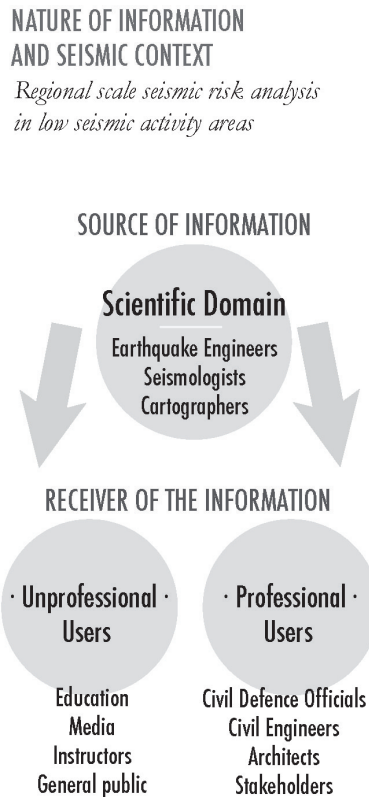 NATURE OF INFORMATION
AND SEISMIC CONTEXT
Regional scale seismic risk analysis
in low seismic activity areas
SOURCE OF INFORMATION
Scientific Domain
Earthquake Engineers
Seismologists
Cartographers
RECEIVER OF THE INFORMATION
· Unprofessional ·
Users
Education
Media
Instructors
General public
· Professional ·
Users
Civil Defence Officials
Civil Engineers
Architects
Stakeholders